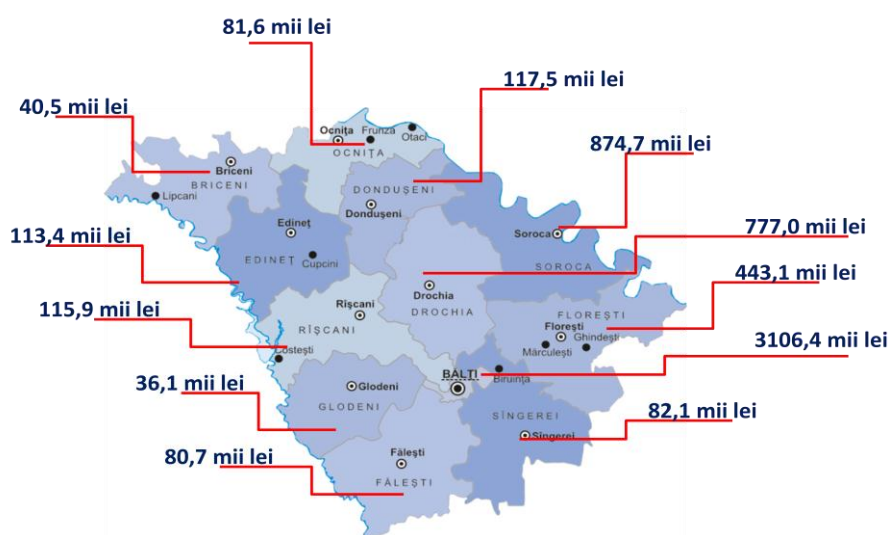 81,6 mii lei
117,5 mii lei
40,5 mii lei
874,7 mii lei
Ocnița
Frunză
Otaci
OCNIȚA
Briceni
BRICENI
Lipcani
DONDUȘENI
Dondușeni
777,0 mii lei
Edineț
Soroca
113,4 mii lei
EDINEȚ
Cupcini
SOROCA
443,1 mii lei
Drochia
DROCHIA
115,9 mii lei
Rîșcani
RÎȘCANI
FLOREȘTI
Florești
Ghindești
Mărculești
3106,4 mii lei
Costești
BĂLȚI
Biruința
36,1 mii lei
Glodeni
GLODENI
82,1 mii lei
SÎNGEREI
Sîngerei
80,7 mii lei
Fălești
FĂLEȘTI